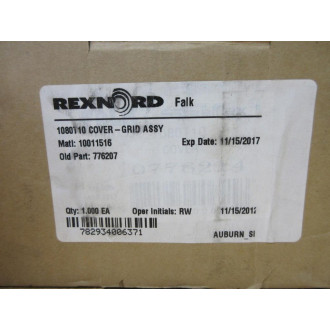 REXNORD Falk
1080T10 COVER-GRID ASSY
Matl: 10011516 Exp Date: 11/15/2017
Old Part: 776207
Qty: 1.000 EA Oper Initials: RW 11/15/2012
782934006371 AUBURN_SI